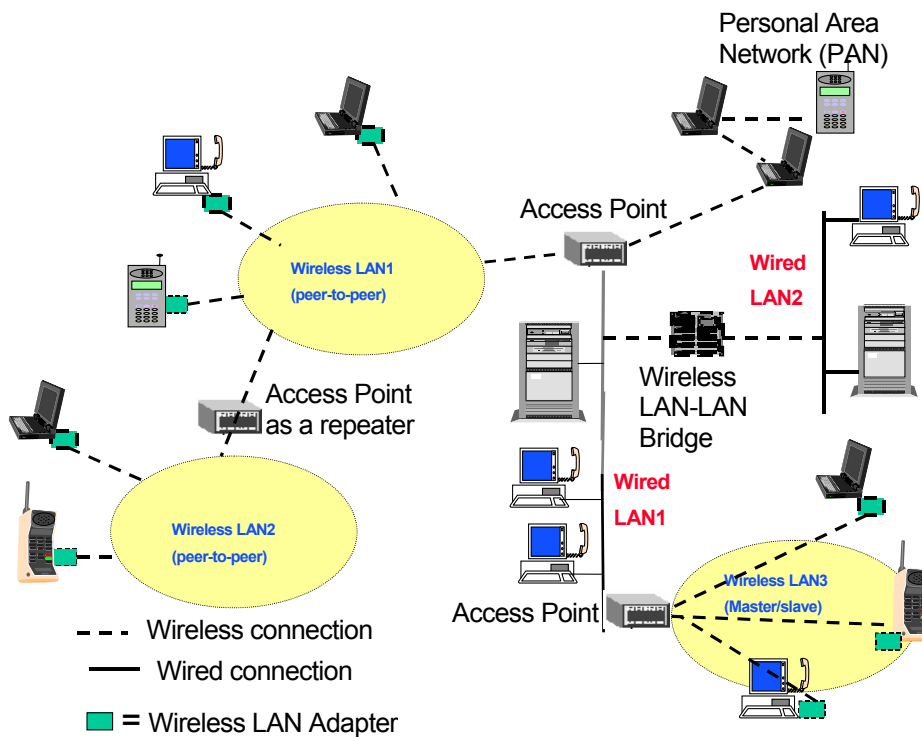 Personal Area
Network (PAN)
Access Point
Wireless LAN1
(peer-to-peer)
Wired
LAN2
Wireless
LAN-LAN
Bridge
Access Point
as a repeater
Wired
LAN1
Wireless LAN2
(peer-to-peer)
Wireless LAN3
(Master/slave)
Access Point
Wireless connection
Wired connection
= Wireless LAN Adapter